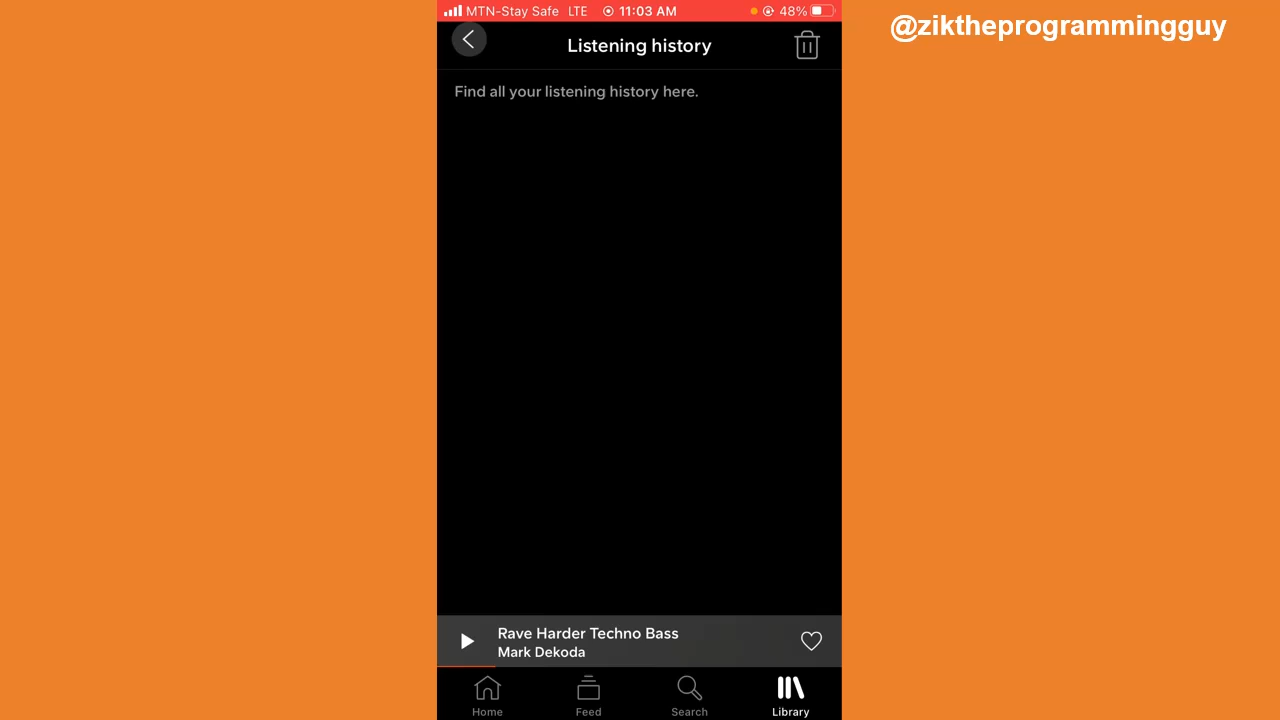 MTN-Stay Safe LTE 11:03 AM 48%
@ziktheprogrammingguy
Listening history
Find all your listening history here.
Rave Harder Techno Bass
Mark Dekoda
Home Feed Search Library